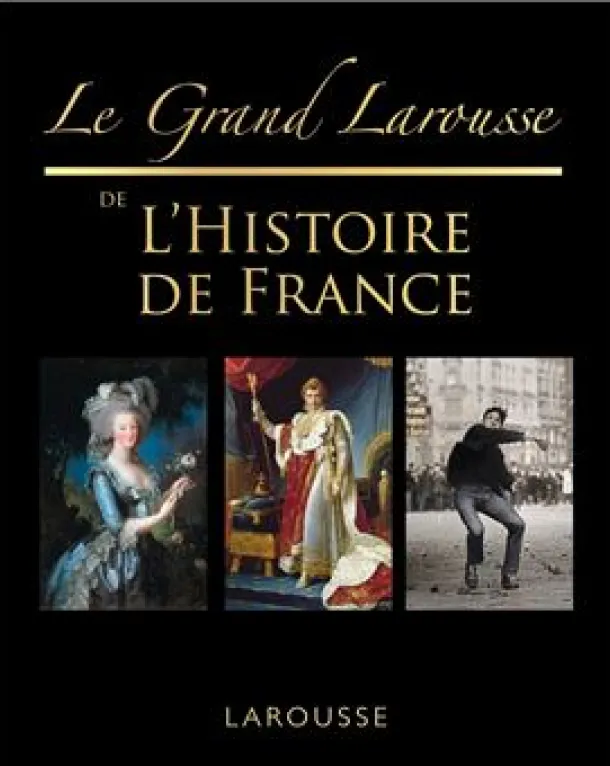 Le Grand Larousse
DE
L'HISTOIRE
DE FRANCE
LAROUSSE